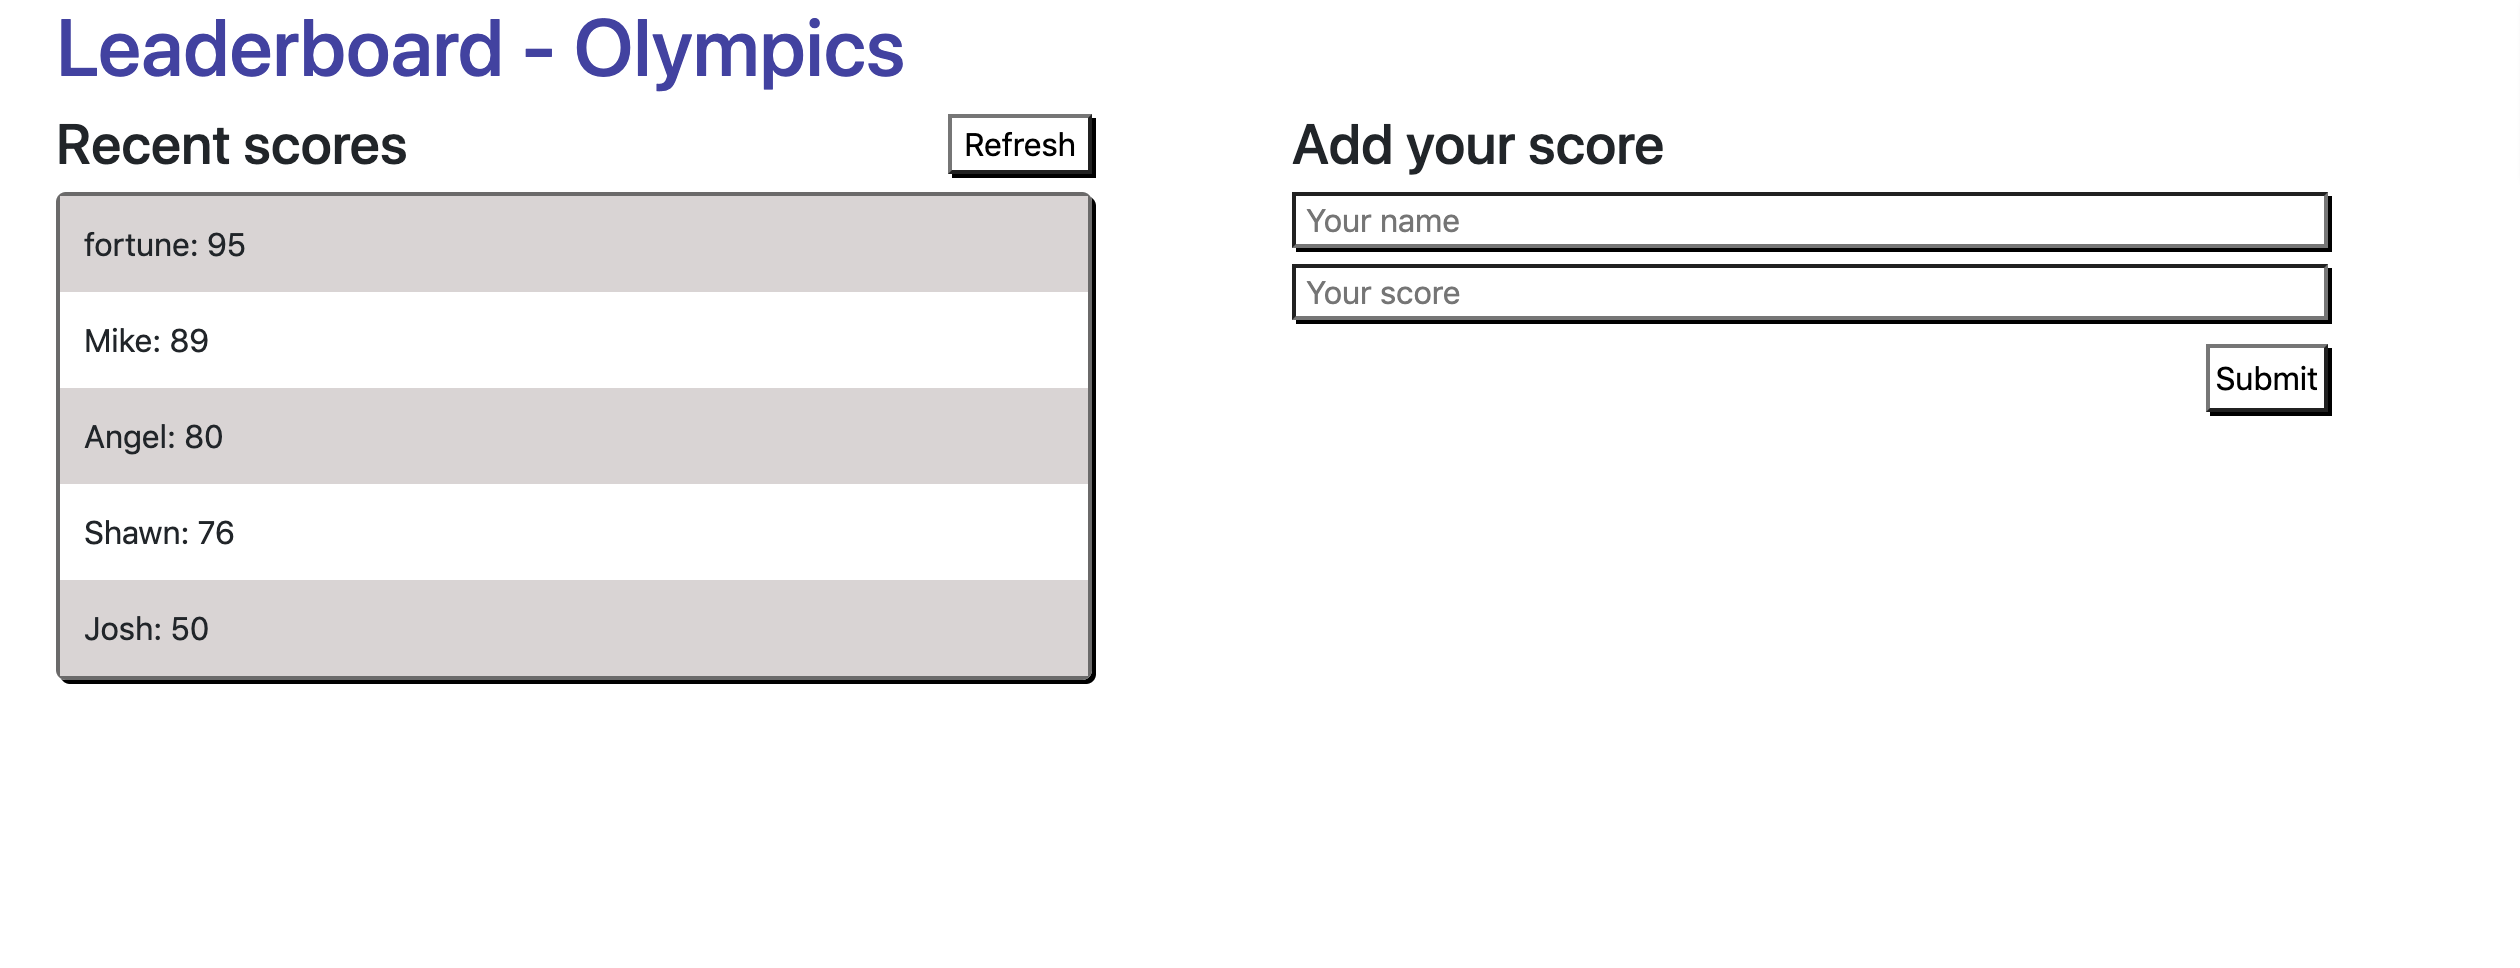 Leaderboard - Olympics
Recent scores
Refresh
fortune: 95
Mike: 89
Angel: 80
Shawn: 76
Josh: 50
Add your score
Your name
Your score
Submit